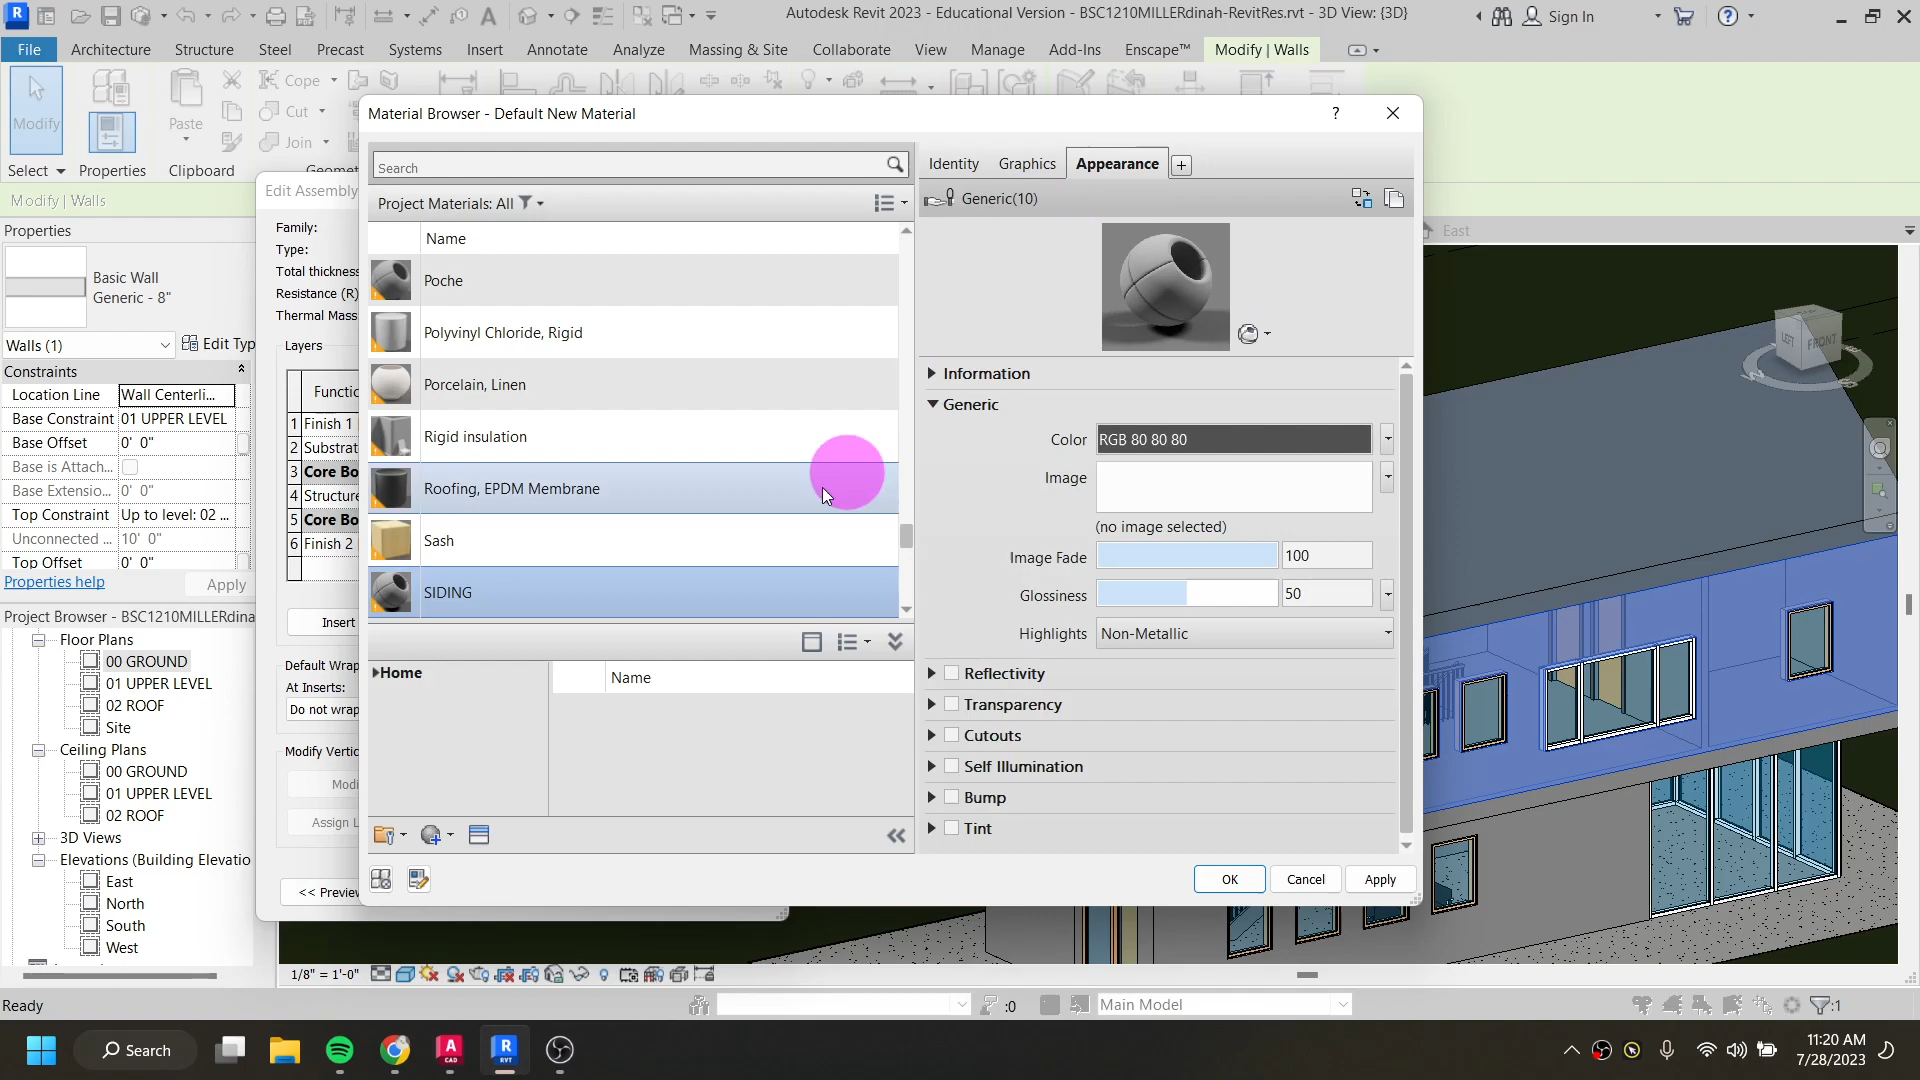 Autodesk Revit 2023 - Educational Version - BSC1210MILLERdinah-RevitRes.rvt - 3D View: {3D}
Sign In
File Architecture Structure Steel Precast Systems Insert Annotate Analyze Massing & Site Collaborate View Manage Add-Ins Enscape™ Modify | Walls
Modify
Paste
Cope
Cut
Join
Select Properties Clipboard
Modify | Walls
Properties
Basic Wall
Generic - 8"
Walls (1)
Edit Typ
Constraints
Location Line Wall Centerli...
Base Constraint 01 UPPER LEVEL
Base Offset 0' 0"
Base is Attach...
Base Extensio... 0' 0"
Top Constraint Up to level: 02 ...
Unconnected ... 10' 0"
Top Offset 0' 0"
Properties help
Apply
Project Browser - BSC1210MILLERdina
Floor Plans
00 GROUND
01 UPPER LEVEL
02 ROOF
Site
Ceiling Plans
00 GROUND
01 UPPER LEVEL
02 ROOF
3D Views
Elevations (Building Elevatio
East
North
South
West
Edit Assembly
Family:
Type:
Total thickness
Resistance (R)
Thermal Mass
Layers
Functio
1 Finish 1
2 Substrat
3 Core Bo
4 Structure
5 Core Bo
6 Finish 2
Insert
Default Wrap
At Inserts:
Do not wrap
Modify Vertic
Modi
Assign L
<< Previe
Material Browser - Default New Material
?
Search
Project Materials: All
Name
Poche
Polyvinyl Chloride, Rigid
Porcelain, Linen
Rigid insulation
Roofing, EPDM Membrane
Sash
SIDING
Home
Name
Identity Graphics Appearance +
Generic(10)
Information
Generic
Color RGB 80 80 80
Image
(no image selected)
Image Fade 100
Glossiness 50
Highlights Non-Metallic
Reflectivity
Transparency
Cutouts
Self Illumination
Bump
Tint
OK Cancel Apply
East
LEFT FRONT
W S
1/8" = 1'-0"
Ready
:0
Main Model
:1
Search
11:20 AM
7/28/2023